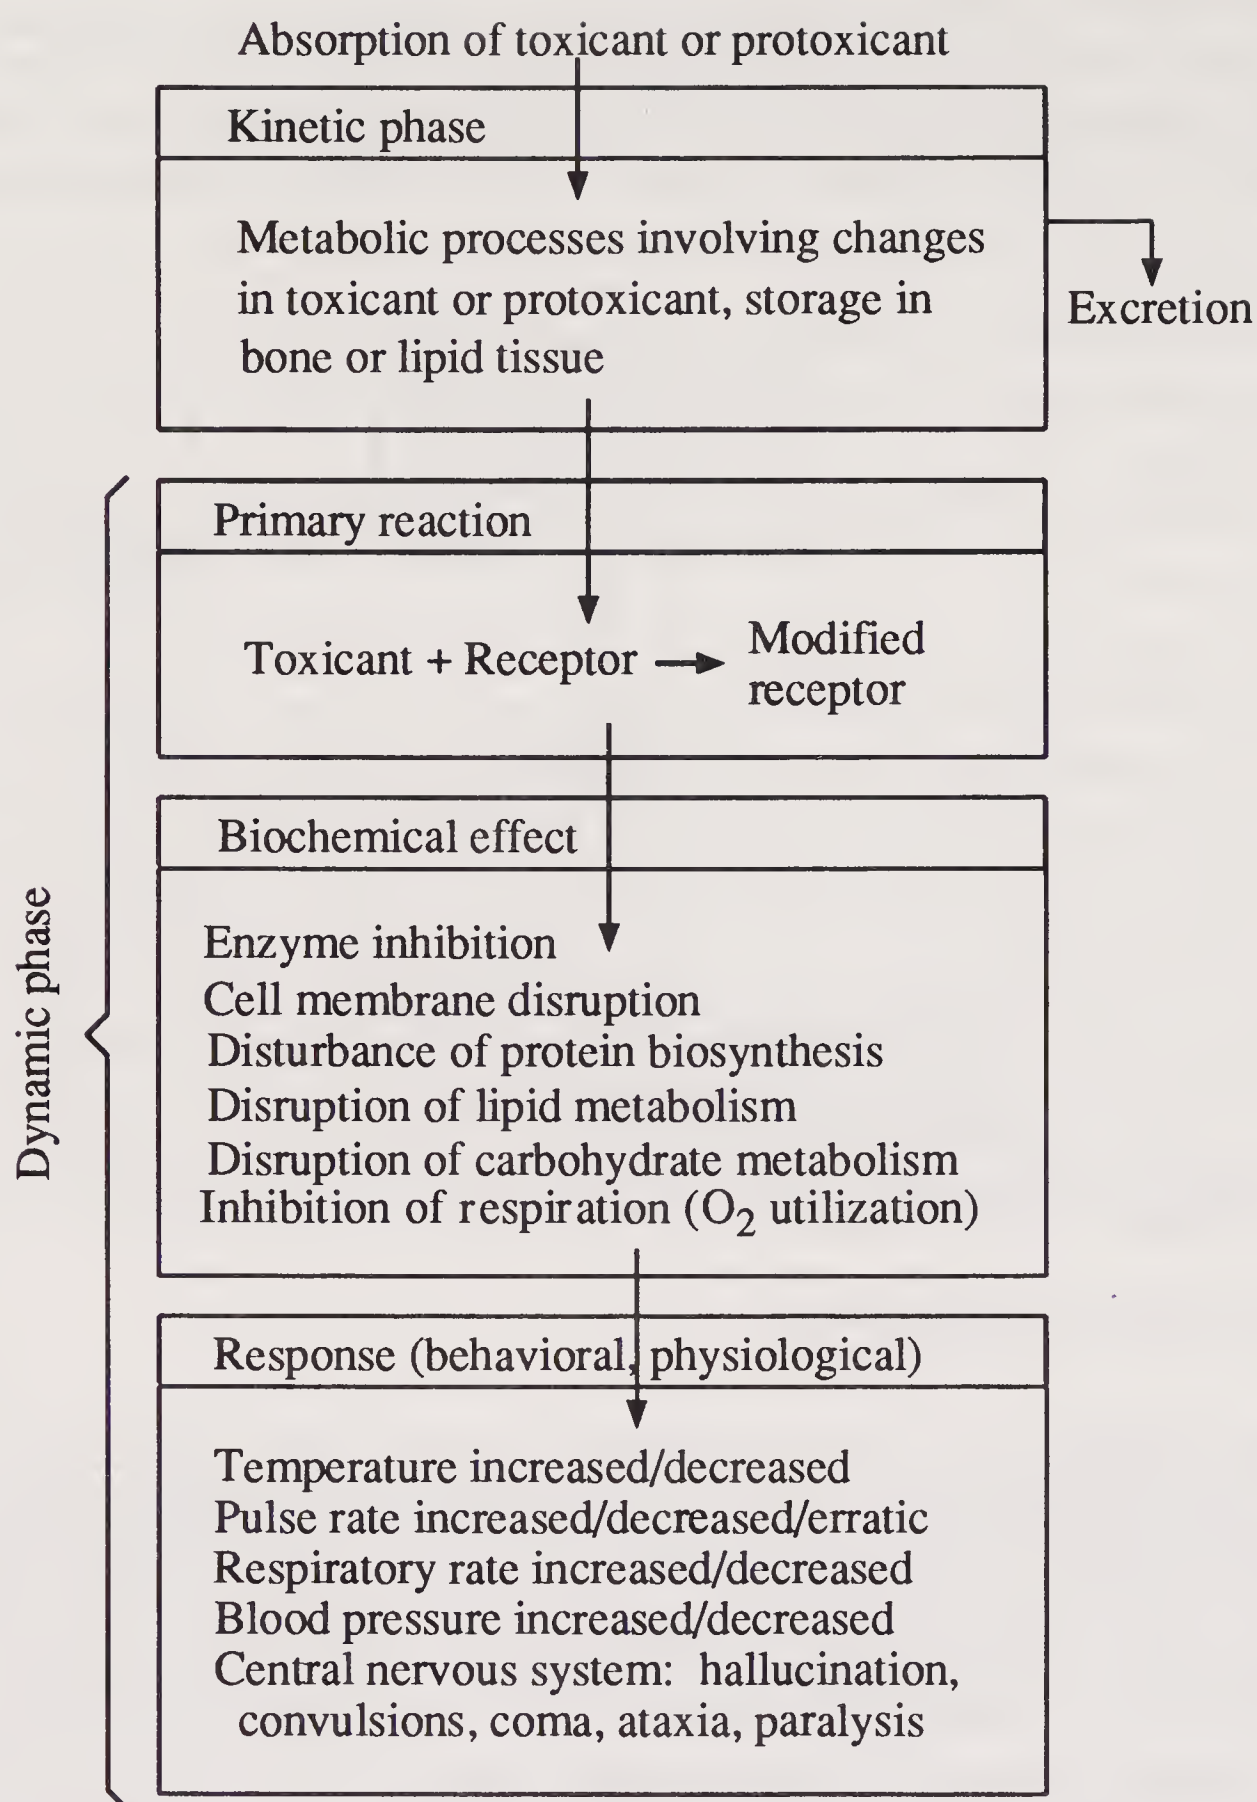 Absorption of toxicant or protoxicant
Kinetic phase
Metabolic processes involving changes
in toxicant or protoxicant, storage in
bone or lipid tissue
Excretion
Dynamic phase
Primary reaction
Toxicant + Receptor → Modified
receptor
Biochemical effect
Enzyme inhibition
Cell membrane disruption
Disturbance of protein biosynthesis
Disruption of lipid metabolism
Disruption of carbohydrate metabolism
Inhibition of respiration (O₂ utilization)
Response (behavioral, physiological)
Temperature increased/decreased
Pulse rate increased/decreased/erratic
Respiratory rate increased/decreased
Blood pressure increased/decreased
Central nervous system: hallucination,
convulsions, coma, ataxia, paralysis